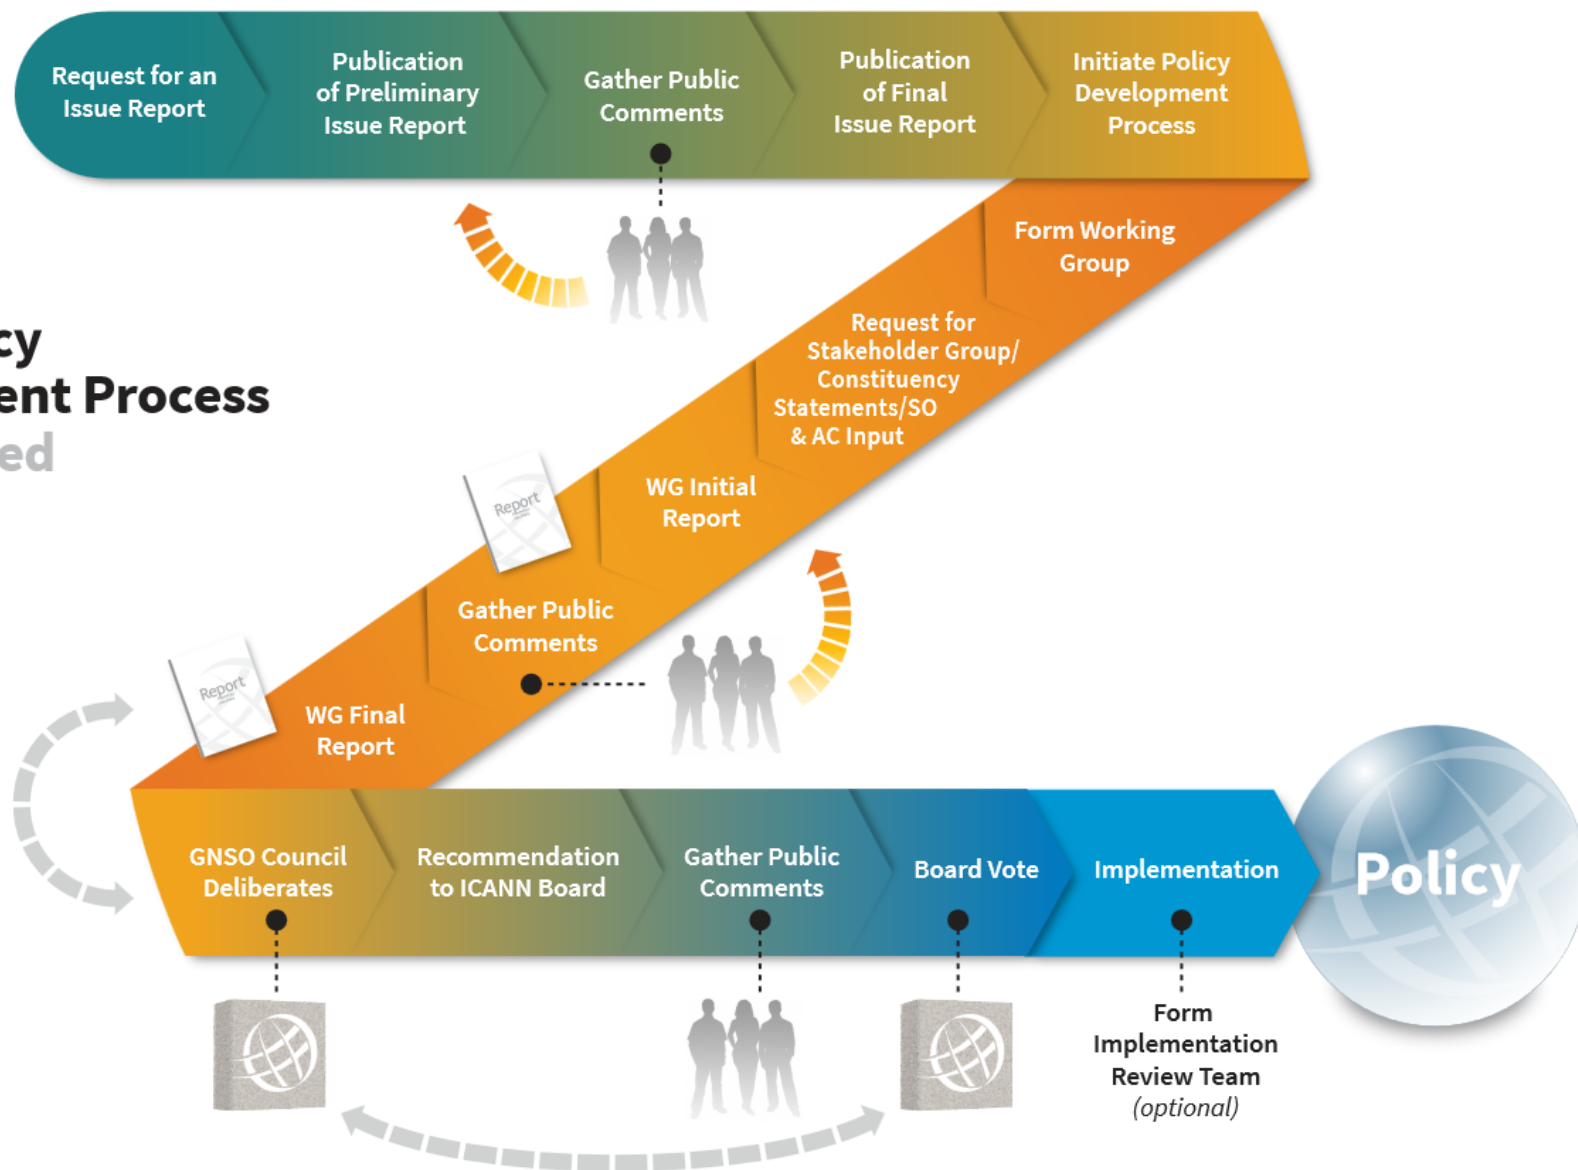 Request for an
Issue Report
Publication
of Preliminary
Issue Report
Gather Public
Comments
Publication
of Final
Issue Report
Initiate Policy
Development
Process
Form Working
Group
Request for
Stakeholder Group/
Constituency
Statements/SO
& AC Input
cy
ent Process
ed
Report
WG Initial
Report
Gather Public
Comments
Report
WG Final
Report
GNSO Council
Deliberates
Recommendation
to ICANN Board
Gather Public
Comments
Board Vote
Implementation
Policy
Form
Implementation
Review Team
(optional)